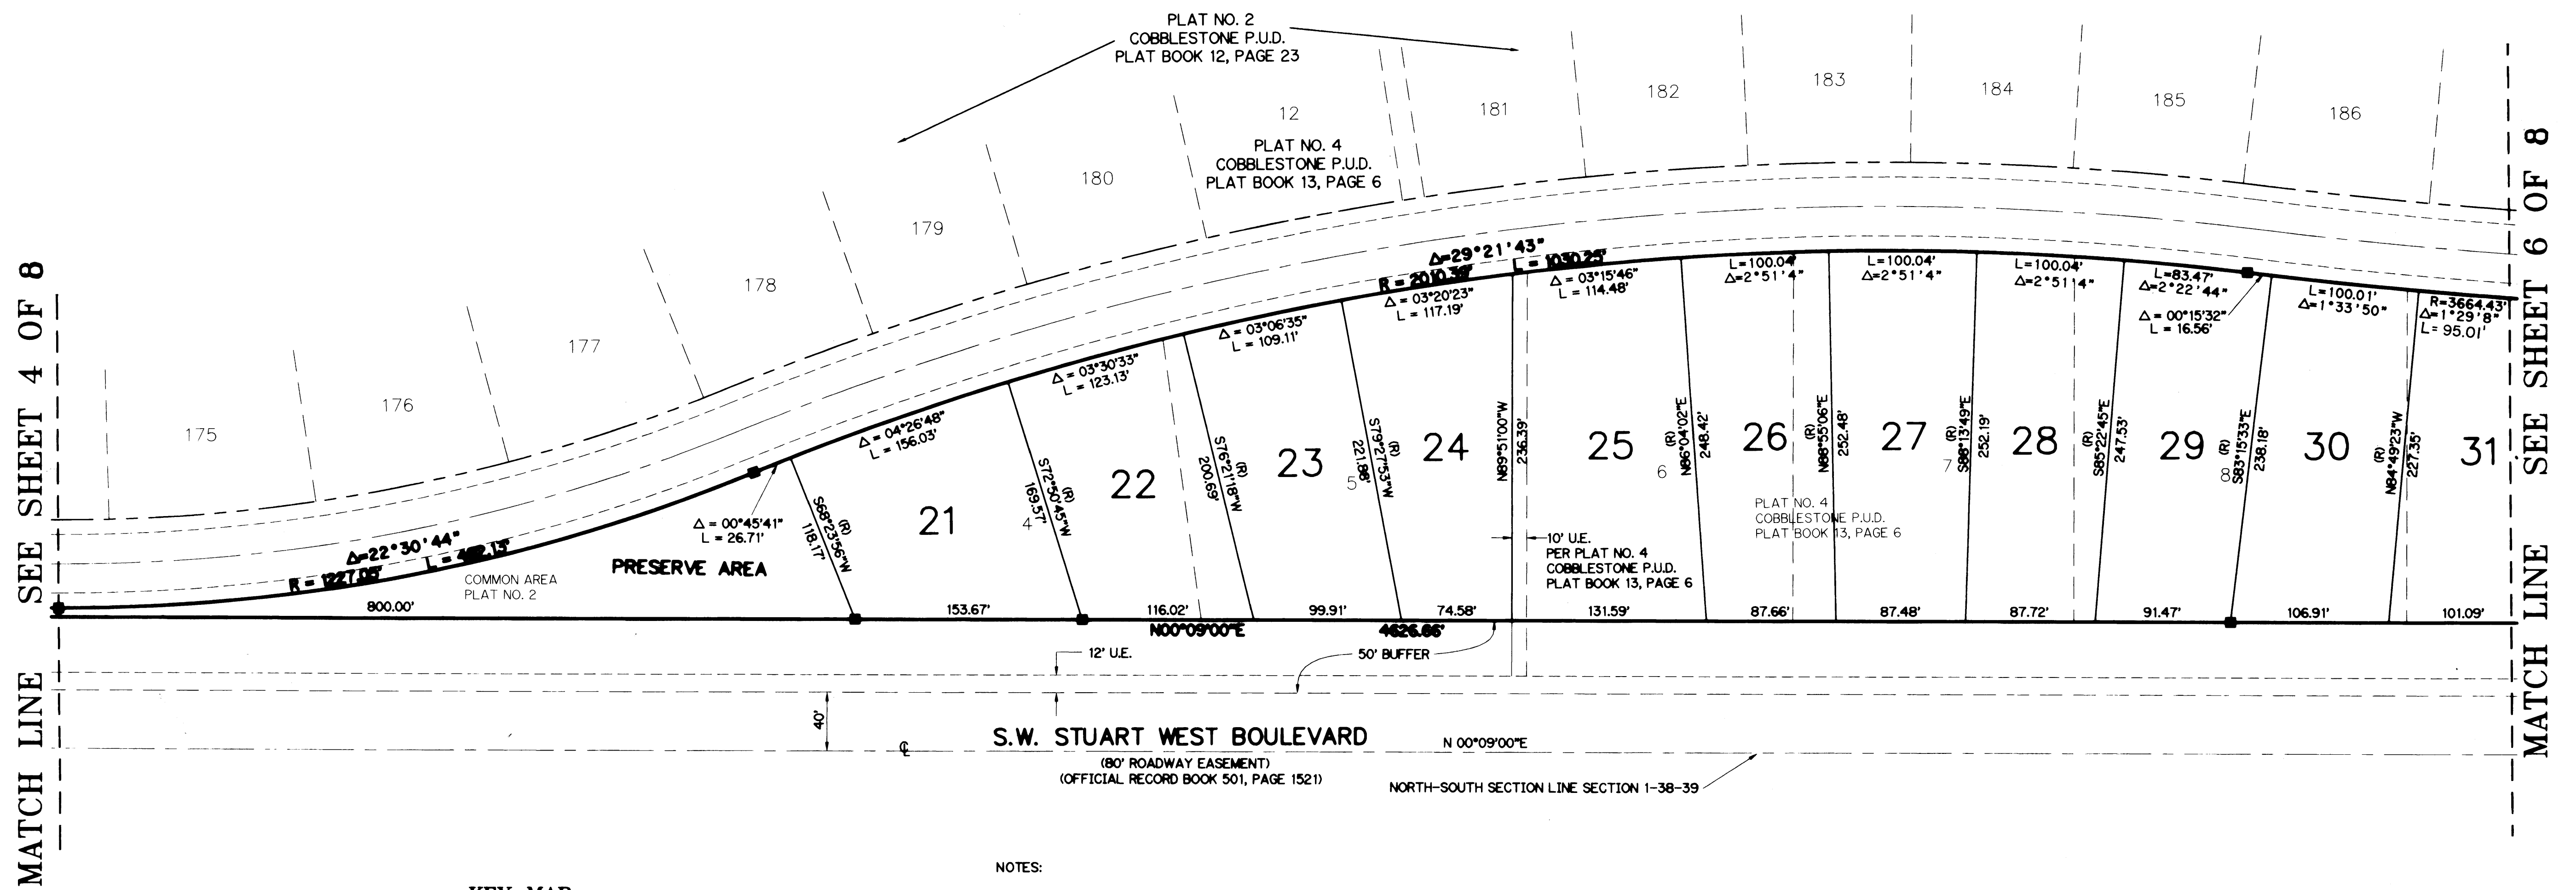 PLAT NO. 2
COBBLESTONE P.U.D.
PLAT BOOK 12, PAGE 23
12
PLAT NO. 4
COBBLESTONE P.U.D.
PLAT BOOK 13, PAGE 6
175
176
177
178
179
180
181
182
183
184
185
186
SEE SHEET 4 OF 8
MATCH LINE
SEE SHEET 6 OF 8
MATCH LINE
Δ=29°21'43"
R = 2010.39'
L = 1030.25'
Δ=22°30'44"
R = 1227.05'
L = 482.13'
COMMON AREA
PLAT NO. 2
PRESERVE AREA
Δ = 00°45'41"
L = 26.71'
Δ = 04°26'48"
L = 156.03'
Δ = 03°30'33"
L = 123.13'
Δ = 03°06'35"
L = 109.11'
Δ = 03°20'23"
L = 117.19'
Δ = 03°15'46"
L = 114.48'
L=100.04'
Δ=2°51'4"
L=100.04'
Δ=2°51'4"
L=100.04'
Δ=2°51'4"
L=83.47'
Δ=2°22'44"
Δ = 00°15'32"
L = 16.56'
L=100.01'
Δ=1°33'50"
R=3664.43'
Δ=1°29'8"
L= 95.01'
(R)
S68°23'56"W
118.17'
21
4
(R)
S72°50'45"W
169.57'
22
(R)
S76°21'18"W
200.69'
23
5
(R)
S79°27'53"W
221.88'
24
N89°51'00"W
236.39'
25
6
(R)
N86°04'02"E
248.42'
26
(R)
N88°55'06"E
252.48'
27
7
(R)
S88°13'49"E
252.19'
28
(R)
S85°22'45"E
247.53'
29
8
(R)
S83°15'33"E
238.18'
30
(R)
N84°49'23"W
227.35'
31
PLAT NO. 4
COBBLESTONE P.U.D.
PLAT BOOK 13, PAGE 6
10' U.E.
PER PLAT NO. 4
COBBLESTONE P.U.D.
PLAT BOOK 13, PAGE 6
800.00'
153.67'
116.02'
99.91'
74.58'
131.59'
87.66'
87.48'
87.72'
91.47'
106.91'
101.09'
N00°09'00"E
4626.66'
12' U.E.
50' BUFFER
40'
S.W. STUART WEST BOULEVARD
N 00°09'00"E
(80' ROADWAY EASEMENT)
(OFFICIAL RECORD BOOK 501, PAGE 1521)
NORTH-SOUTH SECTION LINE SECTION 1-38-39
NOTES:
KEY MAP